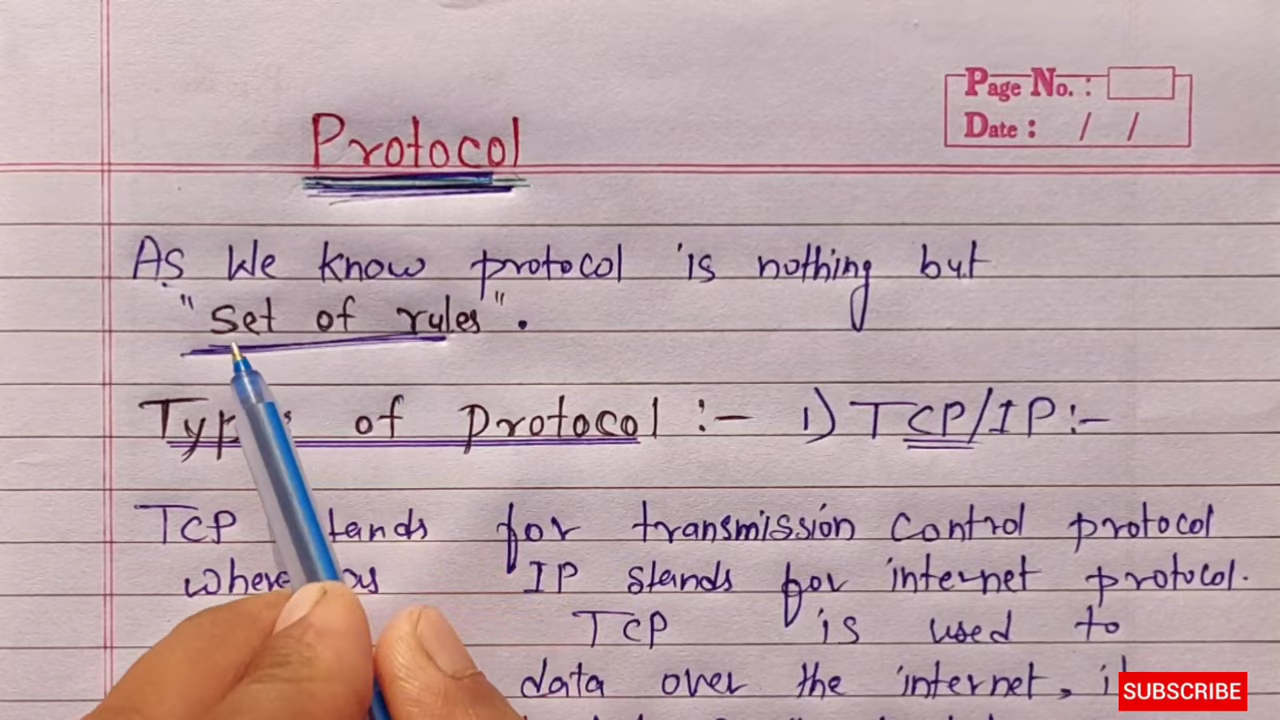 Page No. :
Date : / /
Protocol
As We know protocol is nothing but
"set of rules".
of Protocol :- 1) TCP/IP:-
TCP for transmission control protocol
as IP stands for internet protocol.
TCP is used to
data over the internet,
SUBSCRIBE